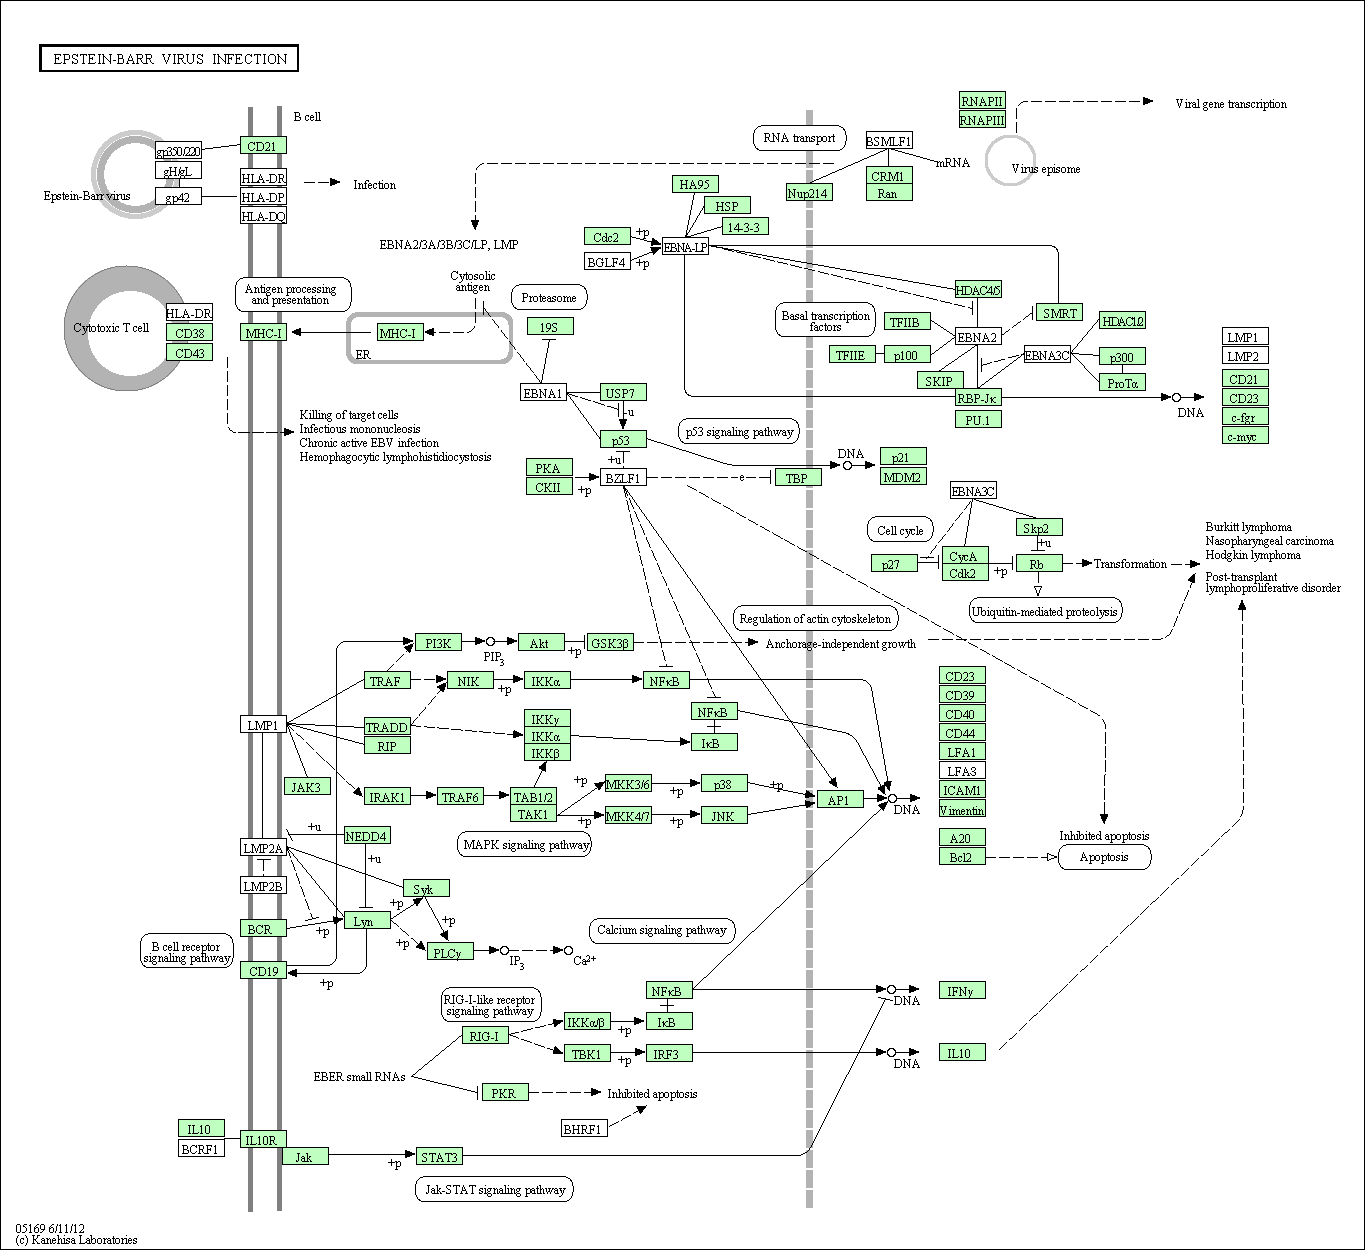 EPSTEIN-BARR VIRUS INFECTION
B cell
gp350/220
gH/gL
gp42
Epstein-Barr virus
CD21
HLA-DR
HLA-DP
HLA-DQ
Infection
RNA transport
BSMLF1
mRNA
Nup214
CRM1
Ran
RNAPII
RNAPIII
Viral gene transcription
Virus episome
EBNA2/3A/3B/3C/LP, LMP
HA95
HSP
14-3-3
Cdc2
+p
EBNA-LP
BGLF4
+p
Cytotoxic T cell
HLA-DR
CD38
CD43
Antigen processing
and presentation
MHC-I
MHC-I
ER
Cytosolic
antigen
Proteasome
19S
EBNA1
USP7
-u
p53
+u
Killing of target cells
Infectious mononucleosis
Chronic active EBV infection
Hemophagocytic lymphohistidiocystosis
PKA
CKII
+p
BZLF1
e
TBP
p53 signaling pathway
DNA
p21
MDM2
Basal transcription
factors
HDAC4/5
TFIIB
TFIIE
p100
EBNA2
SKIP
SMRT
EBNA3C
HDAC1/2
p300
ProTα
RBP-Jκ
PU.1
DNA
LMP1
LMP2
CD21
CD23
c-fgr
c-myc
EBNA3C
Cell cycle
Skp2
+u
p27
CycA
Cdk2
+p
Rb
Transformation
Ubiquitin-mediated proteolysis
Burkitt lymphoma
Nasopharyngeal carcinoma
Hodgkin lymphoma
Post-transplant
lymphoproliferative disorder
Regulation of actin cytoskeleton
Anchorage-independent growth
PI3K
PIP3
Akt
+p
GSK3β
TRAF
NIK
+p
IKKα
NFκB
LMP1
TRADD
RIP
IKKγ
IKKα
IKKβ
NFκB
IκB
JAK3
IRAK1
TRAF6
TAB1/2
TAK1
+p
MKK3/6
+p
p38
+p
+p
MKK4/7
+p
JNK
AP1
DNA
MAPK signaling pathway
CD23
CD39
CD40
CD44
LFA1
LFA3
ICAM1
Vimentin
A20
Bcl2
Inhibited apoptosis
Apoptosis
+u
NEDD4
+u
LMP2A
LMP2B
BCR
+p
Lyn
+p
+p
Syk
+p
PLCγ
IP3
Ca2+
Calcium signaling pathway
B cell receptor
signaling pathway
CD19
+p
RIG-I-like receptor
signaling pathway
RIG-I
IKKα/β
+p
NFκB
IκB
TBK1
+p
IRF3
DNA
IFNγ
DNA
IL10
EBER small RNAs
PKR
Inhibited apoptosis
BHRF1
IL10
BCRF1
IL10R
Jak
+p
STAT3
Jak-STAT signaling pathway
05169 6/11/12
(c) Kanehisa Laboratories